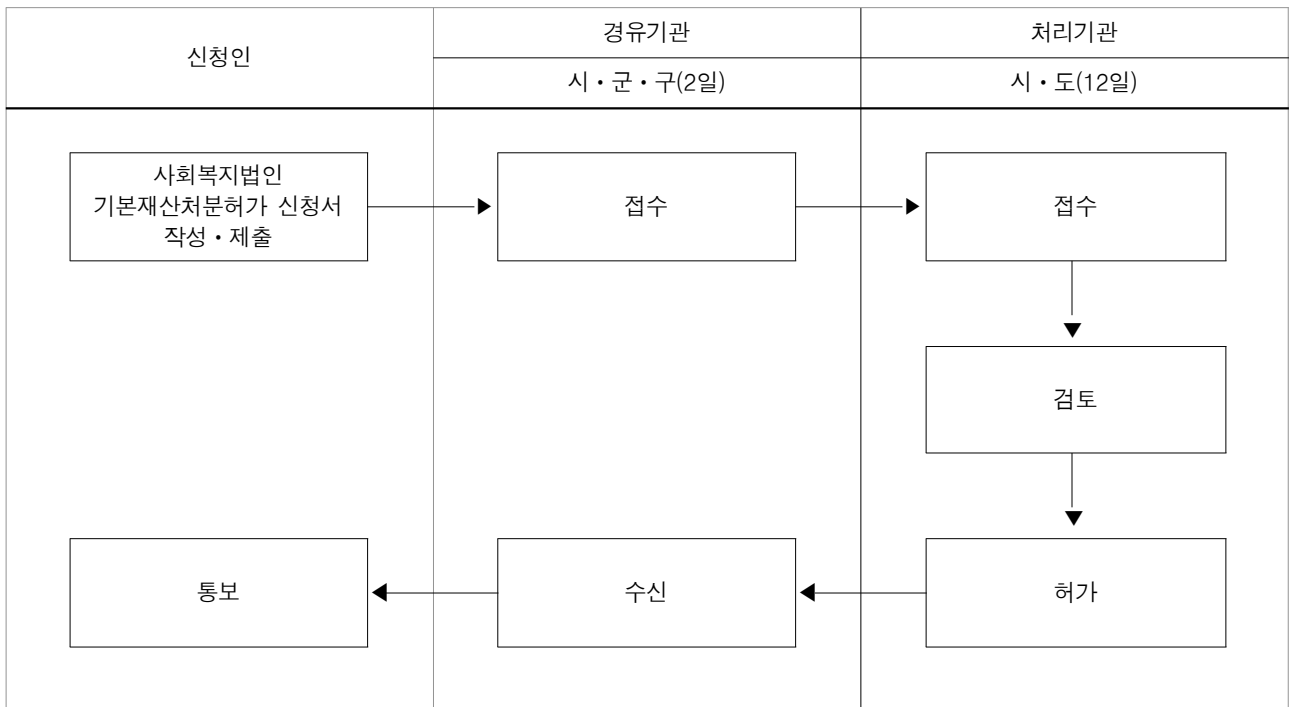 신청인
경유기관
처리기관
시・군・구(2일)
시・도(12일)
사회복지법인
기본재산처분허가 신청서
작성・제출
접수
접수
검토
통보
수신
허가